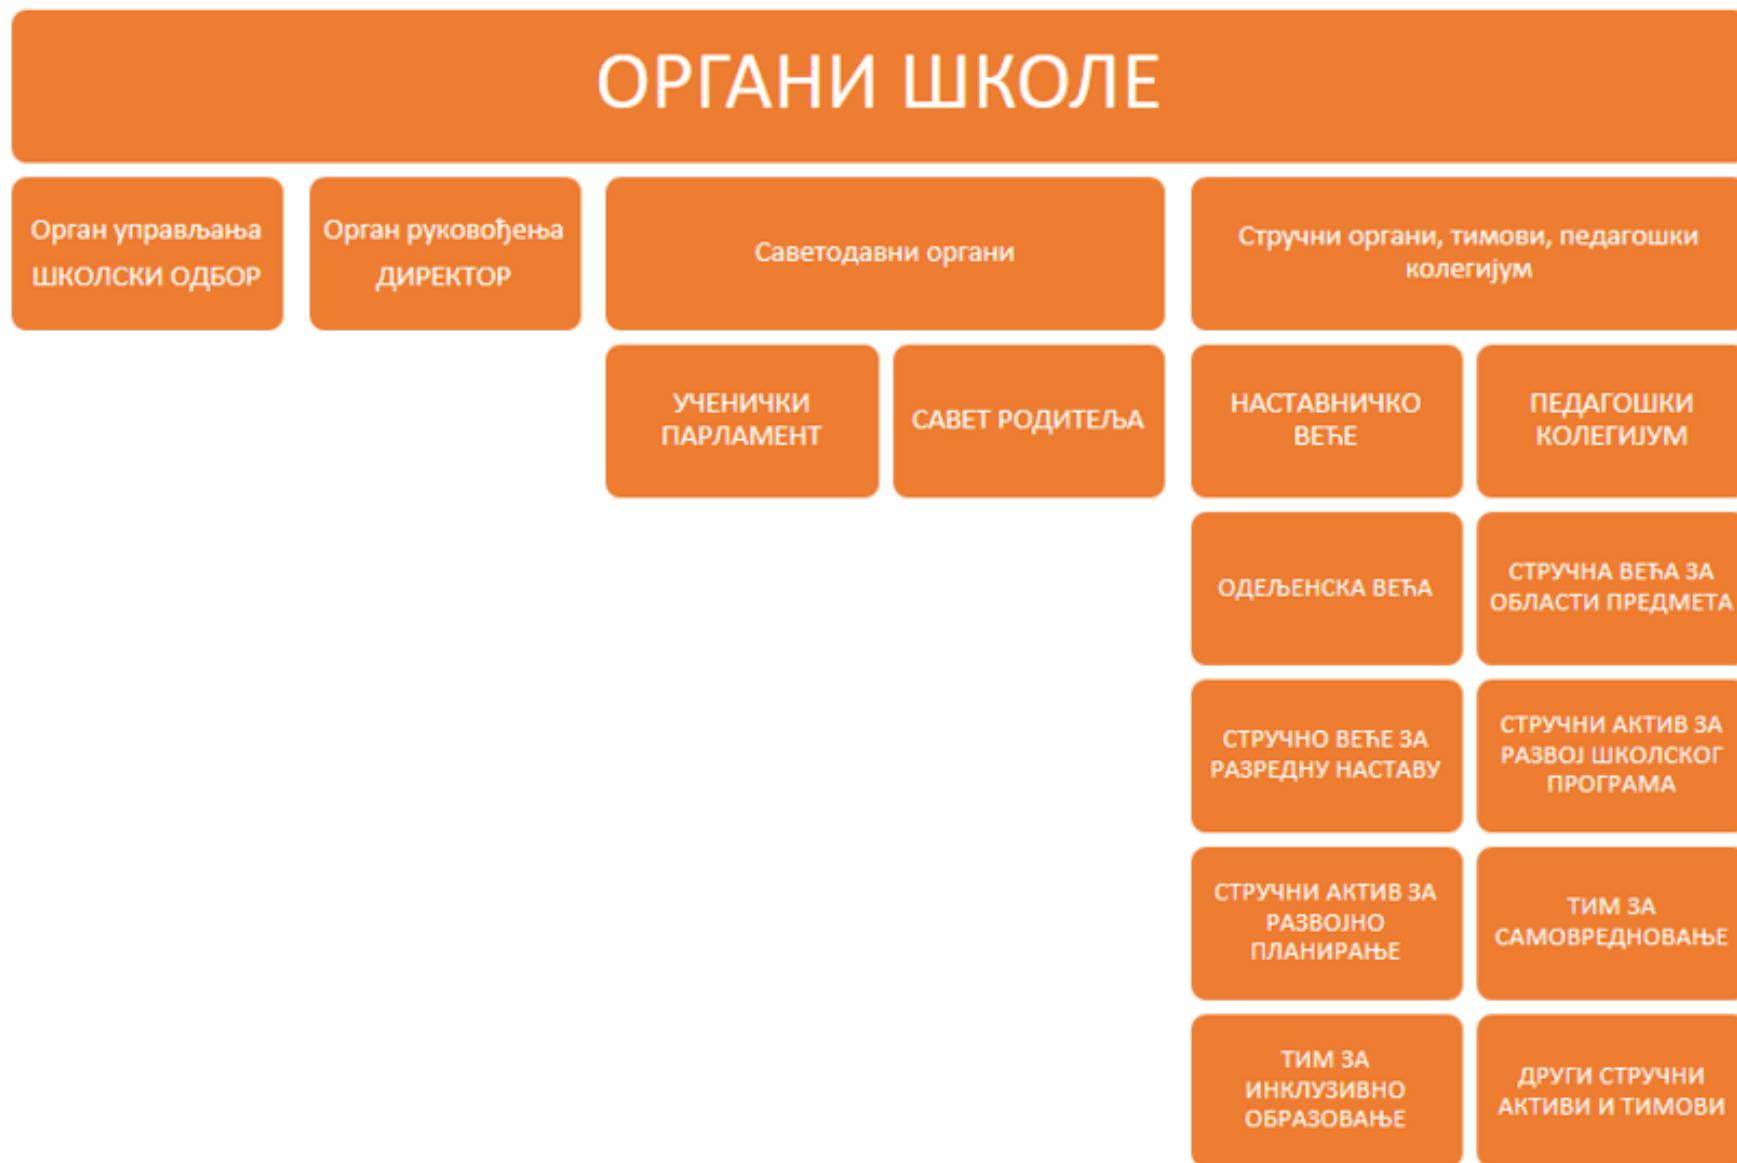 ОРГАНИ ШКОЛЕ
Орган управљања
ШКОЛСКИ ОДБОР
Орган руковођења
ДИРЕКТОР
Саветодавни органи
Стручни органи, тимови, педагошки
колегијум
УЧЕНИЧКИ
ПАРЛАМЕНТ
САВЕТ РОДИТЕЉА
НАСТАВНИЧКО
ВЕЋЕ
ПЕДАГОШКИ
КОЛЕГИЈУМ
ОДЕЉЕНСКА ВЕЋА
СТРУЧНА ВЕЋА ЗА
ОБЛАСТИ ПРЕДМЕТА
СТРУЧНО ВЕЋЕ ЗА
РАЗРЕДНУ НАСТАВУ
СТРУЧНИ АКТИВ ЗА
РАЗВОЈ ШКОЛСКОГ
ПРОГРАМА
СТРУЧНИ АКТИВ ЗА
РАЗВОЈНО
ПЛАНИРАЊЕ
ТИМ ЗА
САМОВРЕДНОВАЊЕ
ТИМ ЗА
ИНКЛУЗИВНО
ОБРАЗОВАЊЕ
ДРУГИ СТРУЧНИ
АКТИВИ И ТИМОВИ